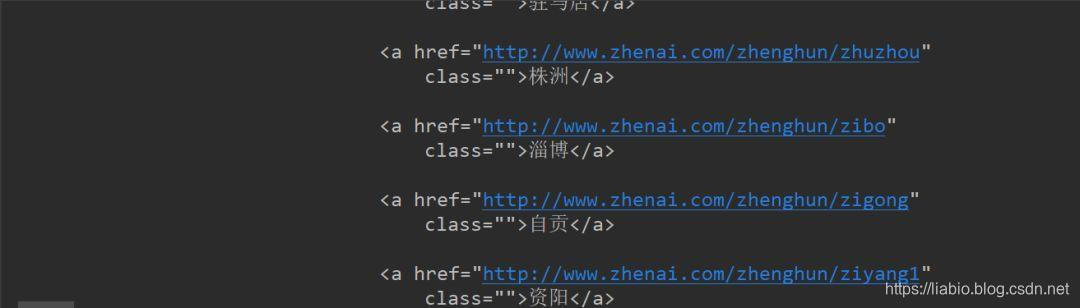 class="">驻马店</a>
<a href="http://www.zhenai.com/zhenghun/zhuzhou"
class="">株洲</a>
<a href="http://www.zhenai.com/zhenghun/zibo"
class="">淄博</a>
<a href="http://www.zhenai.com/zhenghun/zigong"
class="">自贡</a>
<a href="http://www.zhenai.com/zhenghun/ziyang1"
class="">资阳</a>
https://liabio.blog.csdn.net